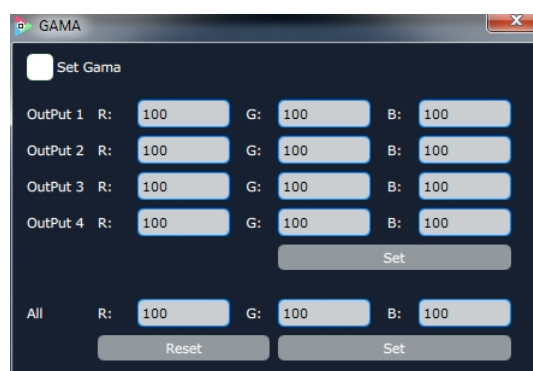 GAMA
Set Gama
OutPut 1 R: 100 G: 100 B: 100
OutPut 2 R: 100 G: 100 B: 100
OutPut 3 R: 100 G: 100 B: 100
OutPut 4 R: 100 G: 100 B: 100
Set
All R: 100 G: 100 B: 100
Reset Set